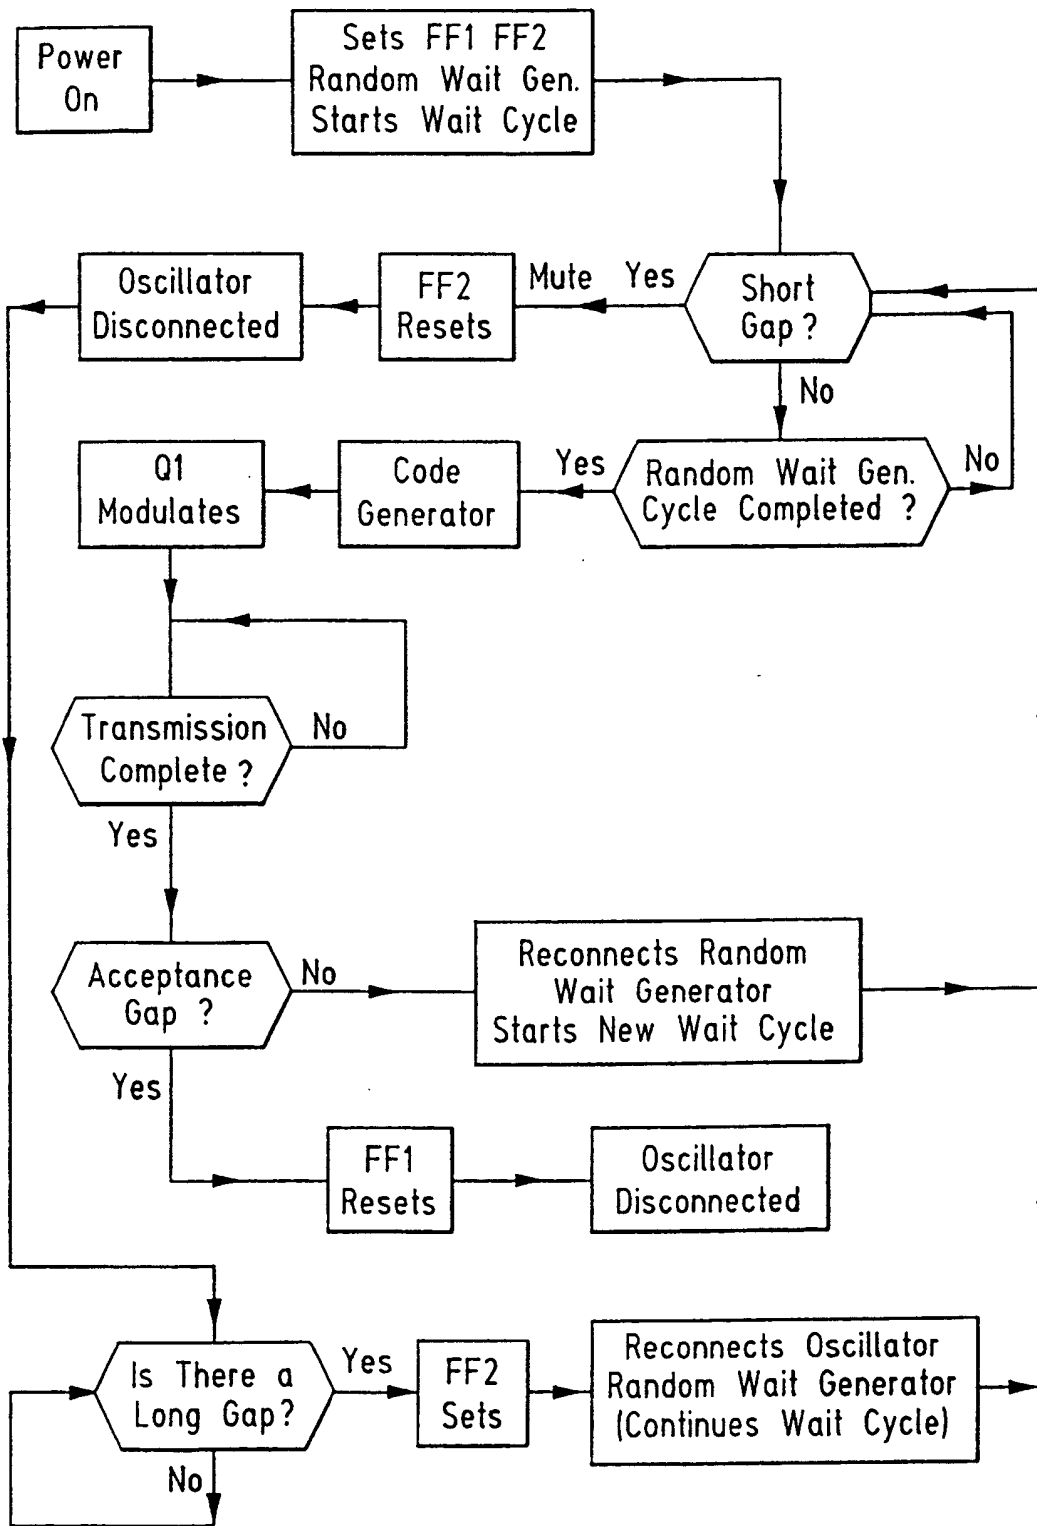 Power
On
Sets FF1 FF2
Random Wait Gen.
Starts Wait Cycle
Oscillator
Disconnected
FF2
Resets
Mute
Yes
Short
Gap ?
No
Q1
Modulates
Code
Generator
Yes
Random Wait Gen.
Cycle Completed ?
No
Transmission
Complete ?
No
Yes
Acceptance
Gap ?
No
Reconnects Random
Wait Generator
Starts New Wait Cycle
Yes
FF1
Resets
Oscillator
Disconnected
Is There a
Long Gap?
Yes
FF2
Sets
Reconnects Oscillator
Random Wait Generator
(Continues Wait Cycle)
No